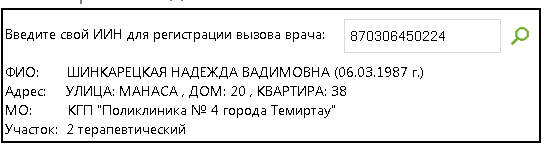 Введите свой ИИН для регистрации вызова врача: 870306450224
ФИО: ШИНКАРЕЦКАЯ НАДЕЖДА ВАДИМОВНА (06.03.1987 г.)
Адрес: УЛИЦА: МАНАСА , ДОМ: 20 , КВАРТИРА: 38
МО: КГП "Поликлиника № 4 города Темиртау"
Участок: 2 терапевтический